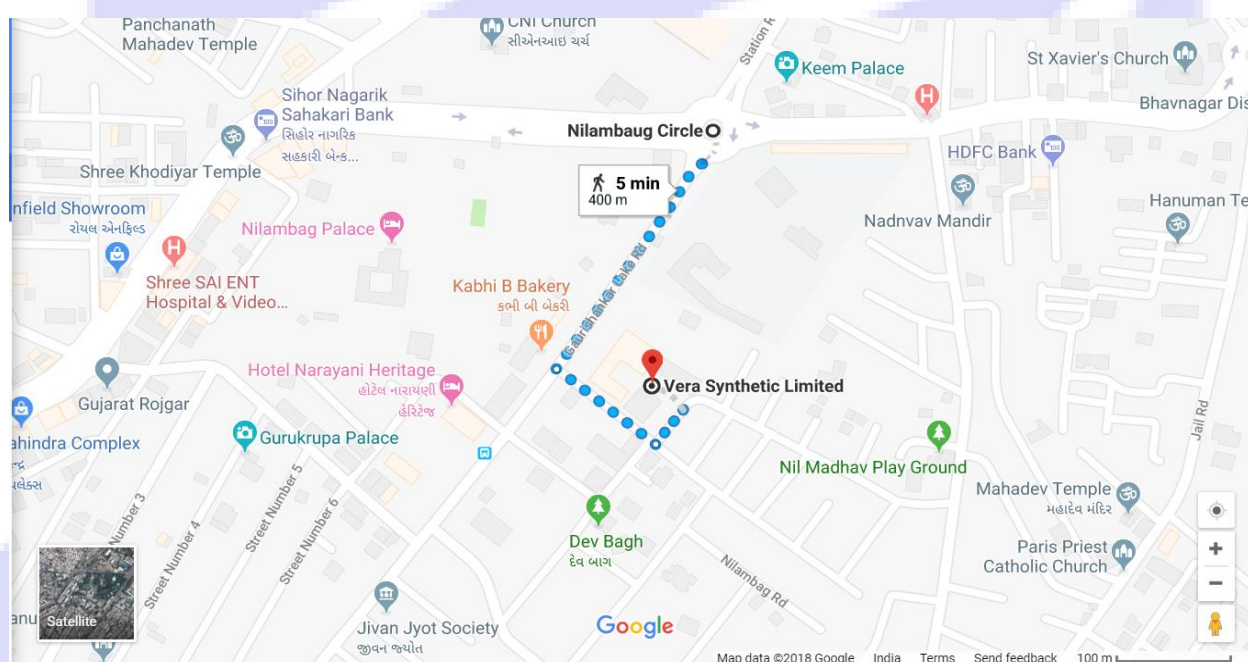 Panchanath
Mahadev Temple
CNI Church
સીએનઆઇ ચર્ચ
Station R
Keem Palace
St Xavier's Church
Bhavnagar Dis
Sihor Nagarik
Sahakari Bank
સિહોર નાગરિક
સહકારી બેન્ક...
Nilambaug Circle
H
HDFC Bank
Shree Khodiyar Temple
5 min
400 m
Nadnvav Mandir
Hanuman Te
nfield Showroom
રોયલ એનફિલ્ડ
Nilambag Palace
H
Shree SAI ENT
Hospital & Video...
Kabhi B Bakery
કભી બી બેકરી
Gaurishanker Lake Rd
Hotel Narayani Heritage
હોટેલ નારાયણી
હેરિટેજ
Vera Synthetic Limited
Gujarat Rojgar
ahindra Complex
પલેક્સ
Gurukrupa Palace
Jail Rd
Nil Madhav Play Ground
Street Number 3
Street Number 4
Street Number 5
Street Number 6
Mahadev Temple
મહાદેવ મંદિર
Dev Bagh
દેવ બાગ
Paris Priest
Catholic Church
Nilambag Rd
Satellite
anu
Jivan Jyot Society
જીવન જ્યોત
Google
Map data ©2018 Google India Terms Send feedback 100 m